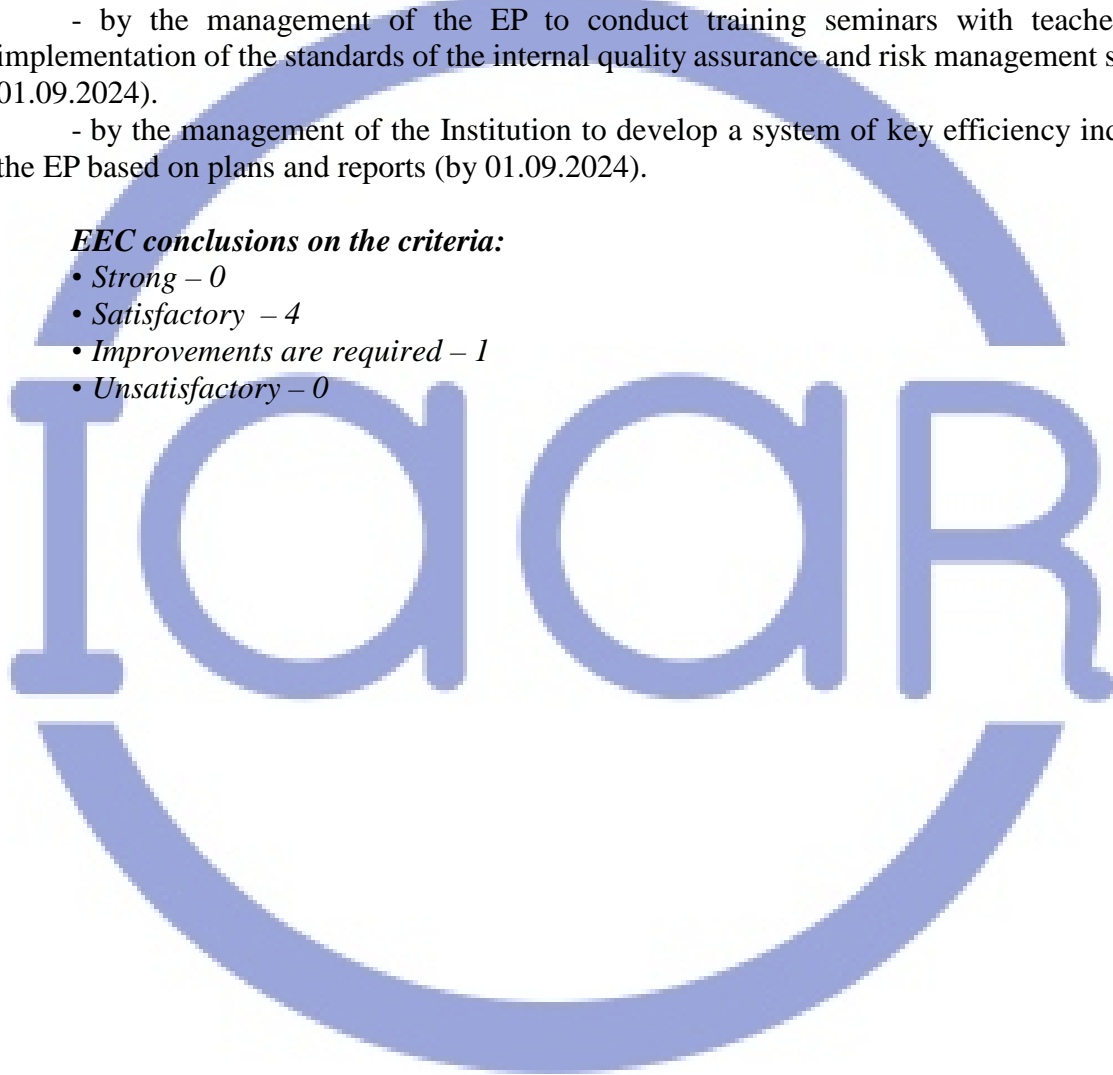 - by the management of the EP to conduct training seminars with teache
implementation of the standards of the internal quality assurance and risk management s
01.09.2024).
- by the management of the Institution to develop a system of key efficiency ind
the EP based on plans and reports (by 01.09.2024).
EEC conclusions on the criteria:
• Strong – 0
• Satisfactory – 4
• Improvements are required – 1
• Unsatisfactory – 0
IaaR